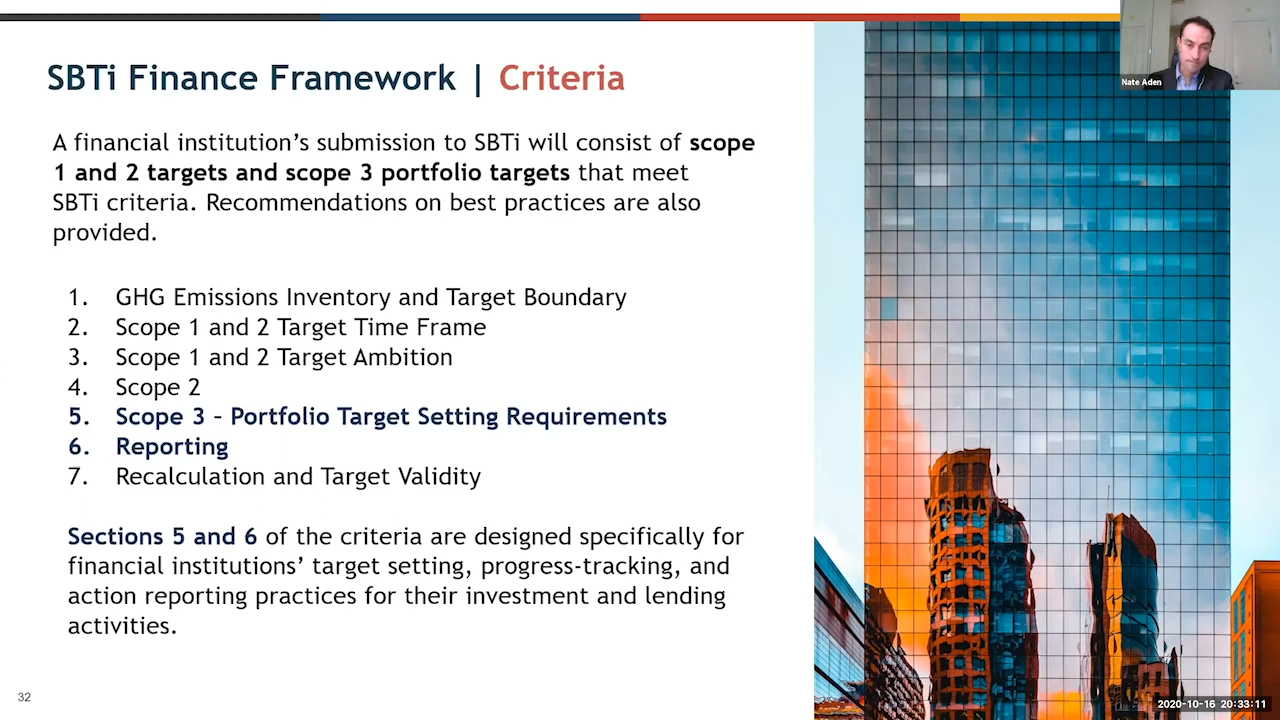 SBTi Finance Framework | Criteria
Nate Aden
A financial institution’s submission to SBTi will consist of scope
1 and 2 targets and scope 3 portfolio targets that meet
SBTi criteria. Recommendations on best practices are also
provided.
1. GHG Emissions Inventory and Target Boundary
2. Scope 1 and 2 Target Time Frame
3. Scope 1 and 2 Target Ambition
4. Scope 2
5. Scope 3 – Portfolio Target Setting Requirements
6. Reporting
7. Recalculation and Target Validity
Sections 5 and 6 of the criteria are designed specifically for
financial institutions’ target setting, progress-tracking, and
action reporting practices for their investment and lending
activities.
32
2020-10-16 20:33:11